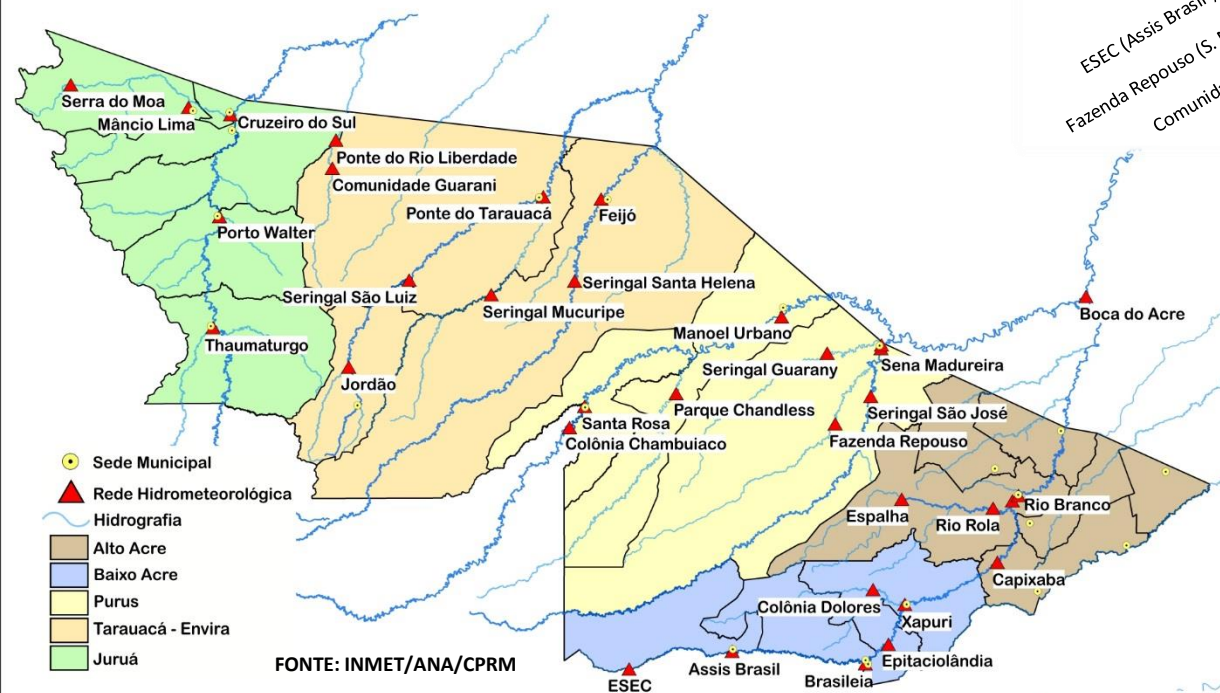 ESEC (Assis Brasil
Fazenda Repouso (S.
Comunida
Serra do Moa
Mâncio Lima
Cruzeiro do Sul
Ponte do Rio Liberdade
Comunidade Guarani
Ponte do Tarauacá
Feijó
Porto Walter
Seringal São Luiz
Seringal Mucuripe
Seringal Santa Helena
Thaumaturgo
Jordão
Manoel Urbano
Boca do Acre
Seringal Guarany
Sena Madureira
Parque Chandless
Seringal São José
Santa Rosa
Colônia Chambuiaco
Fazenda Repouso
Espalha
Rio Rola
Rio Branco
Capixaba
Colônia Dolores
Xapuri
Epitaciolândia
Assis Brasil
Brasileia
ESEC
Sede Municipal
Rede Hidrometeorológica
Hidrografia
Alto Acre
Baixo Acre
Purus
Tarauacá - Envira
Juruá
FONTE: INMET/ANA/CPRM